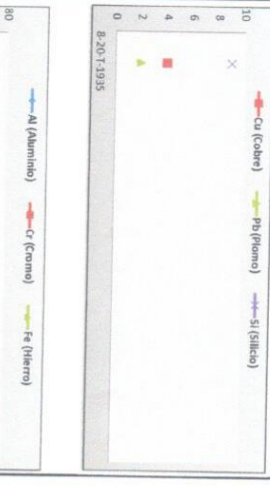 Cu (Cobre) Pb (Plomo) Si (Silicio)
10
8
6
4
2
0
8-20-T-1935
Al (Aluminio) Cr (Cromo) Fe (Hierro)
80